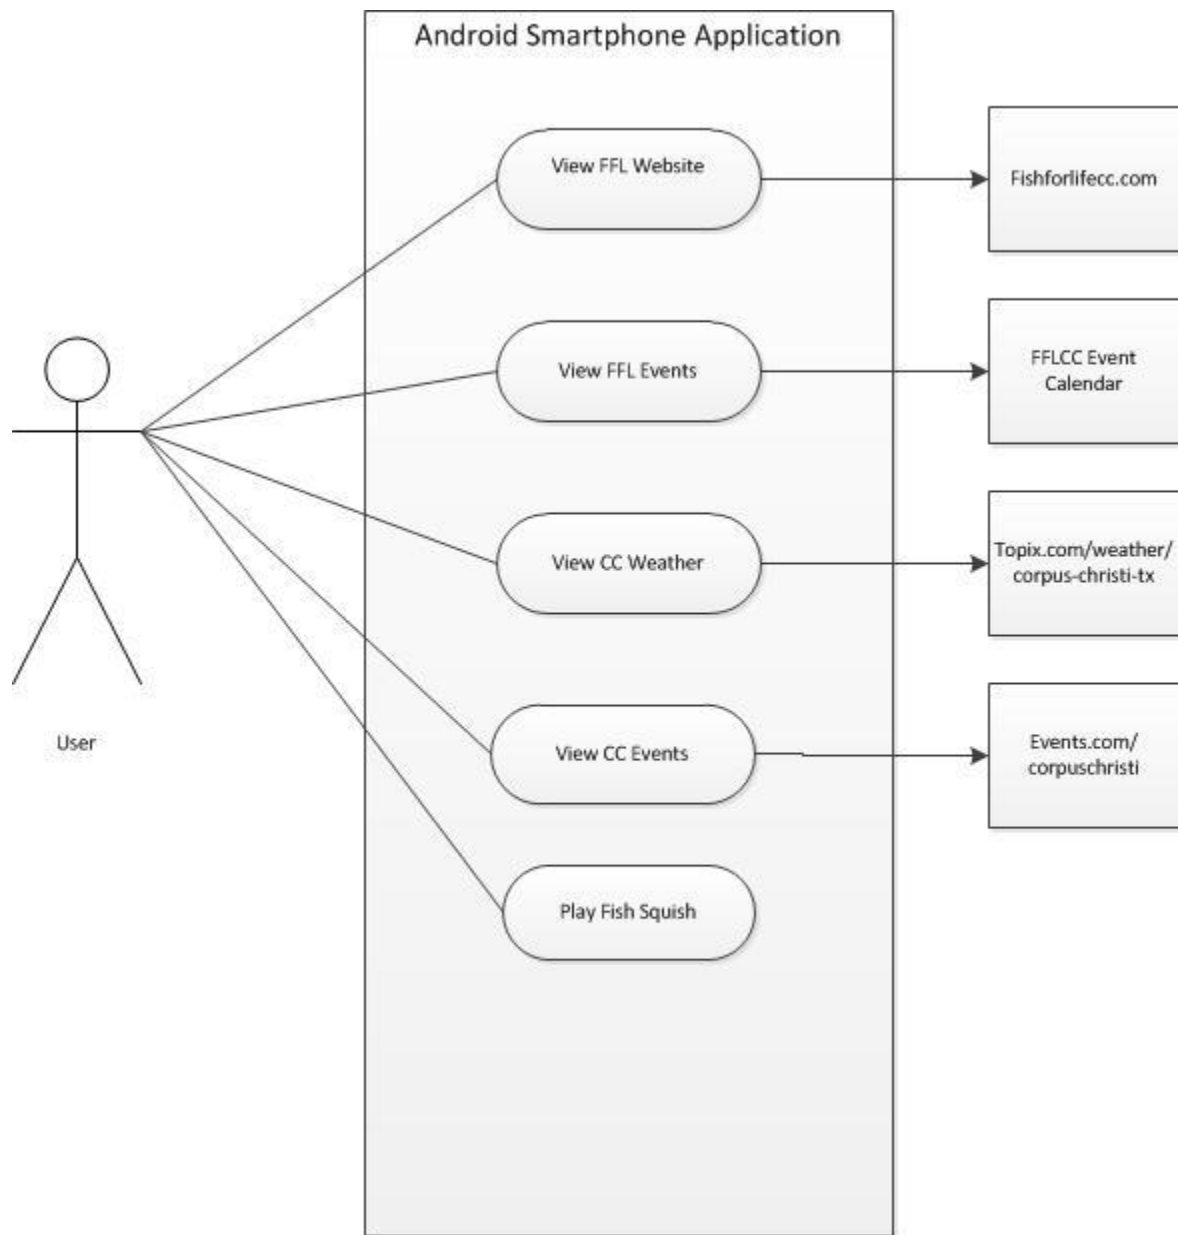 Android Smartphone Application
View FFL Website
Fishforlifecc.com
View FFL Events
FFLCC Event
Calendar
View CC Weather
Topix.com/weather/
corpus-christi-tx
User
View CC Events
Events.com/
corpuschristi
Play Fish Squish